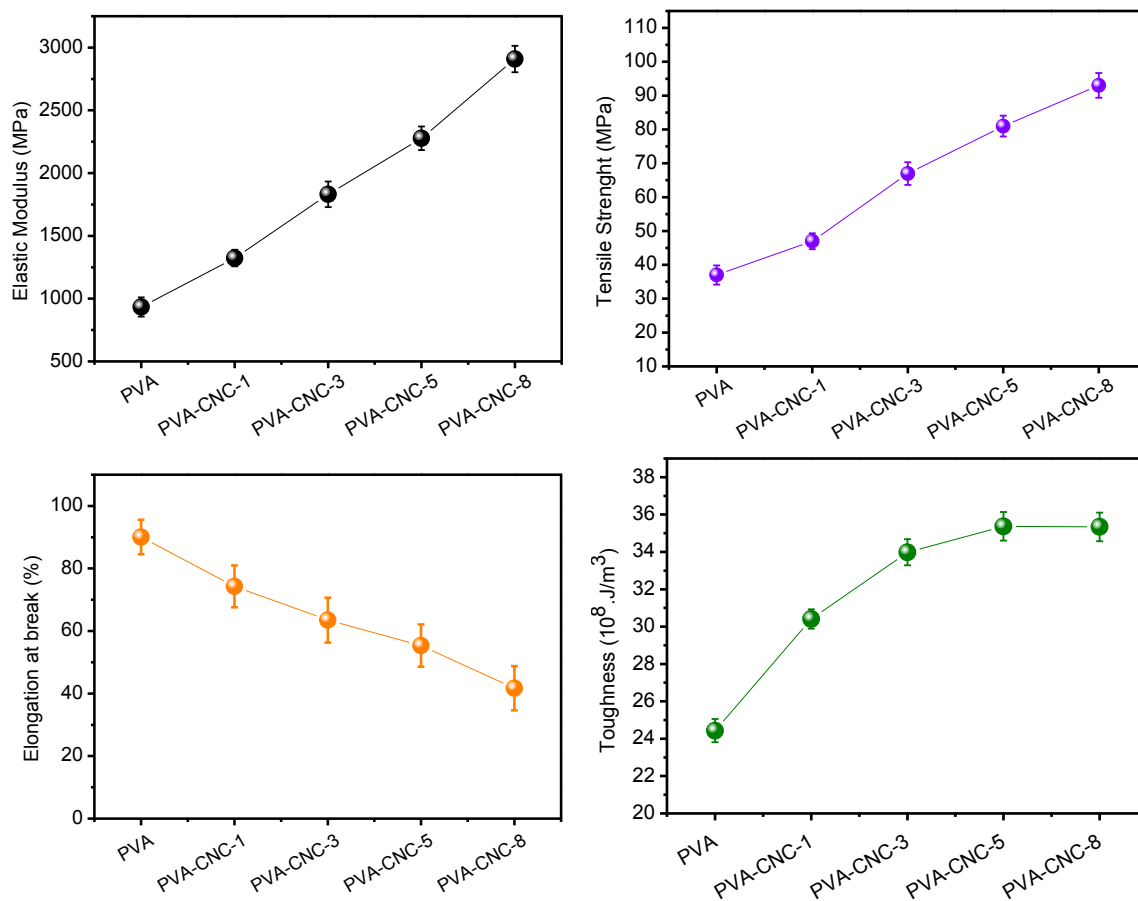 Elastic Modulus (MPa)
3000
2500
2000
1500
1000
500
PVA
PVA-CNC-1
PVA-CNC-3
PVA-CNC-5
PVA-CNC-8
Tensile Strenght (MPa)
110
100
90
80
70
60
50
40
30
20
10
PVA
PVA-CNC-1
PVA-CNC-3
PVA-CNC-5
PVA-CNC-8
Elongation at break (%)
100
80
60
40
20
0
PVA
PVA-CNC-1
PVA-CNC-3
PVA-CNC-5
PVA-CNC-8
Toughness (10⁸.J/m³)
38
36
34
32
30
28
26
24
22
20
PVA
PVA-CNC-1
PVA-CNC-3
PVA-CNC-5
PVA-CNC-8